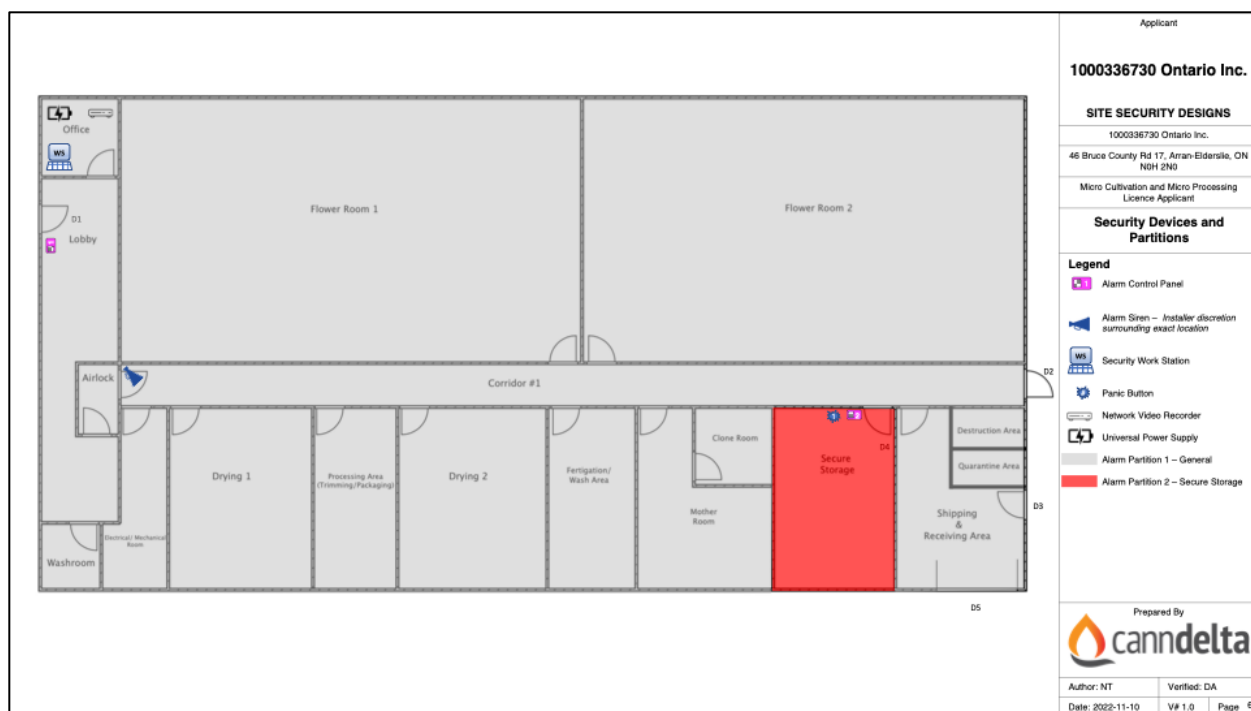 Applicant
1000336730 Ontario Inc.
SITE SECURITY DESIGNS
1000336730 Ontario Inc.
46 Bruce County Rd 17, Arran-Elderslie, ON
N0H 2N0
Micro Cultivation and Micro Processing
Licence Applicant
Security Devices and
Partitions
Legend
Alarm Control Panel
Alarm Siren – Installer discretion
surrounding exact location
WS
Security Work Station
Panic Button
Network Video Recorder
Universal Power Supply
Alarm Partition 1 – General
Alarm Partition 2 – Secure Storage
Prepared By
canndelta
Author: NT
Verified: DA
Date: 2022-11-10
V# 1.0
Page 6
Office
WS
D1
Lobby
Flower Room 1
Flower Room 2
Airlock
Corridor #1
D2
Drying 1
Processing Area
(Trimming/Packaging)
Drying 2
Fertigation/
Wash Area
Clone Room
Mother
Room
1
D4
Secure
Storage
Destruction Area
Quarantine Area
D3
Shipping
&
Receiving Area
Electrical/ Mechanical
Room
Washroom
D5